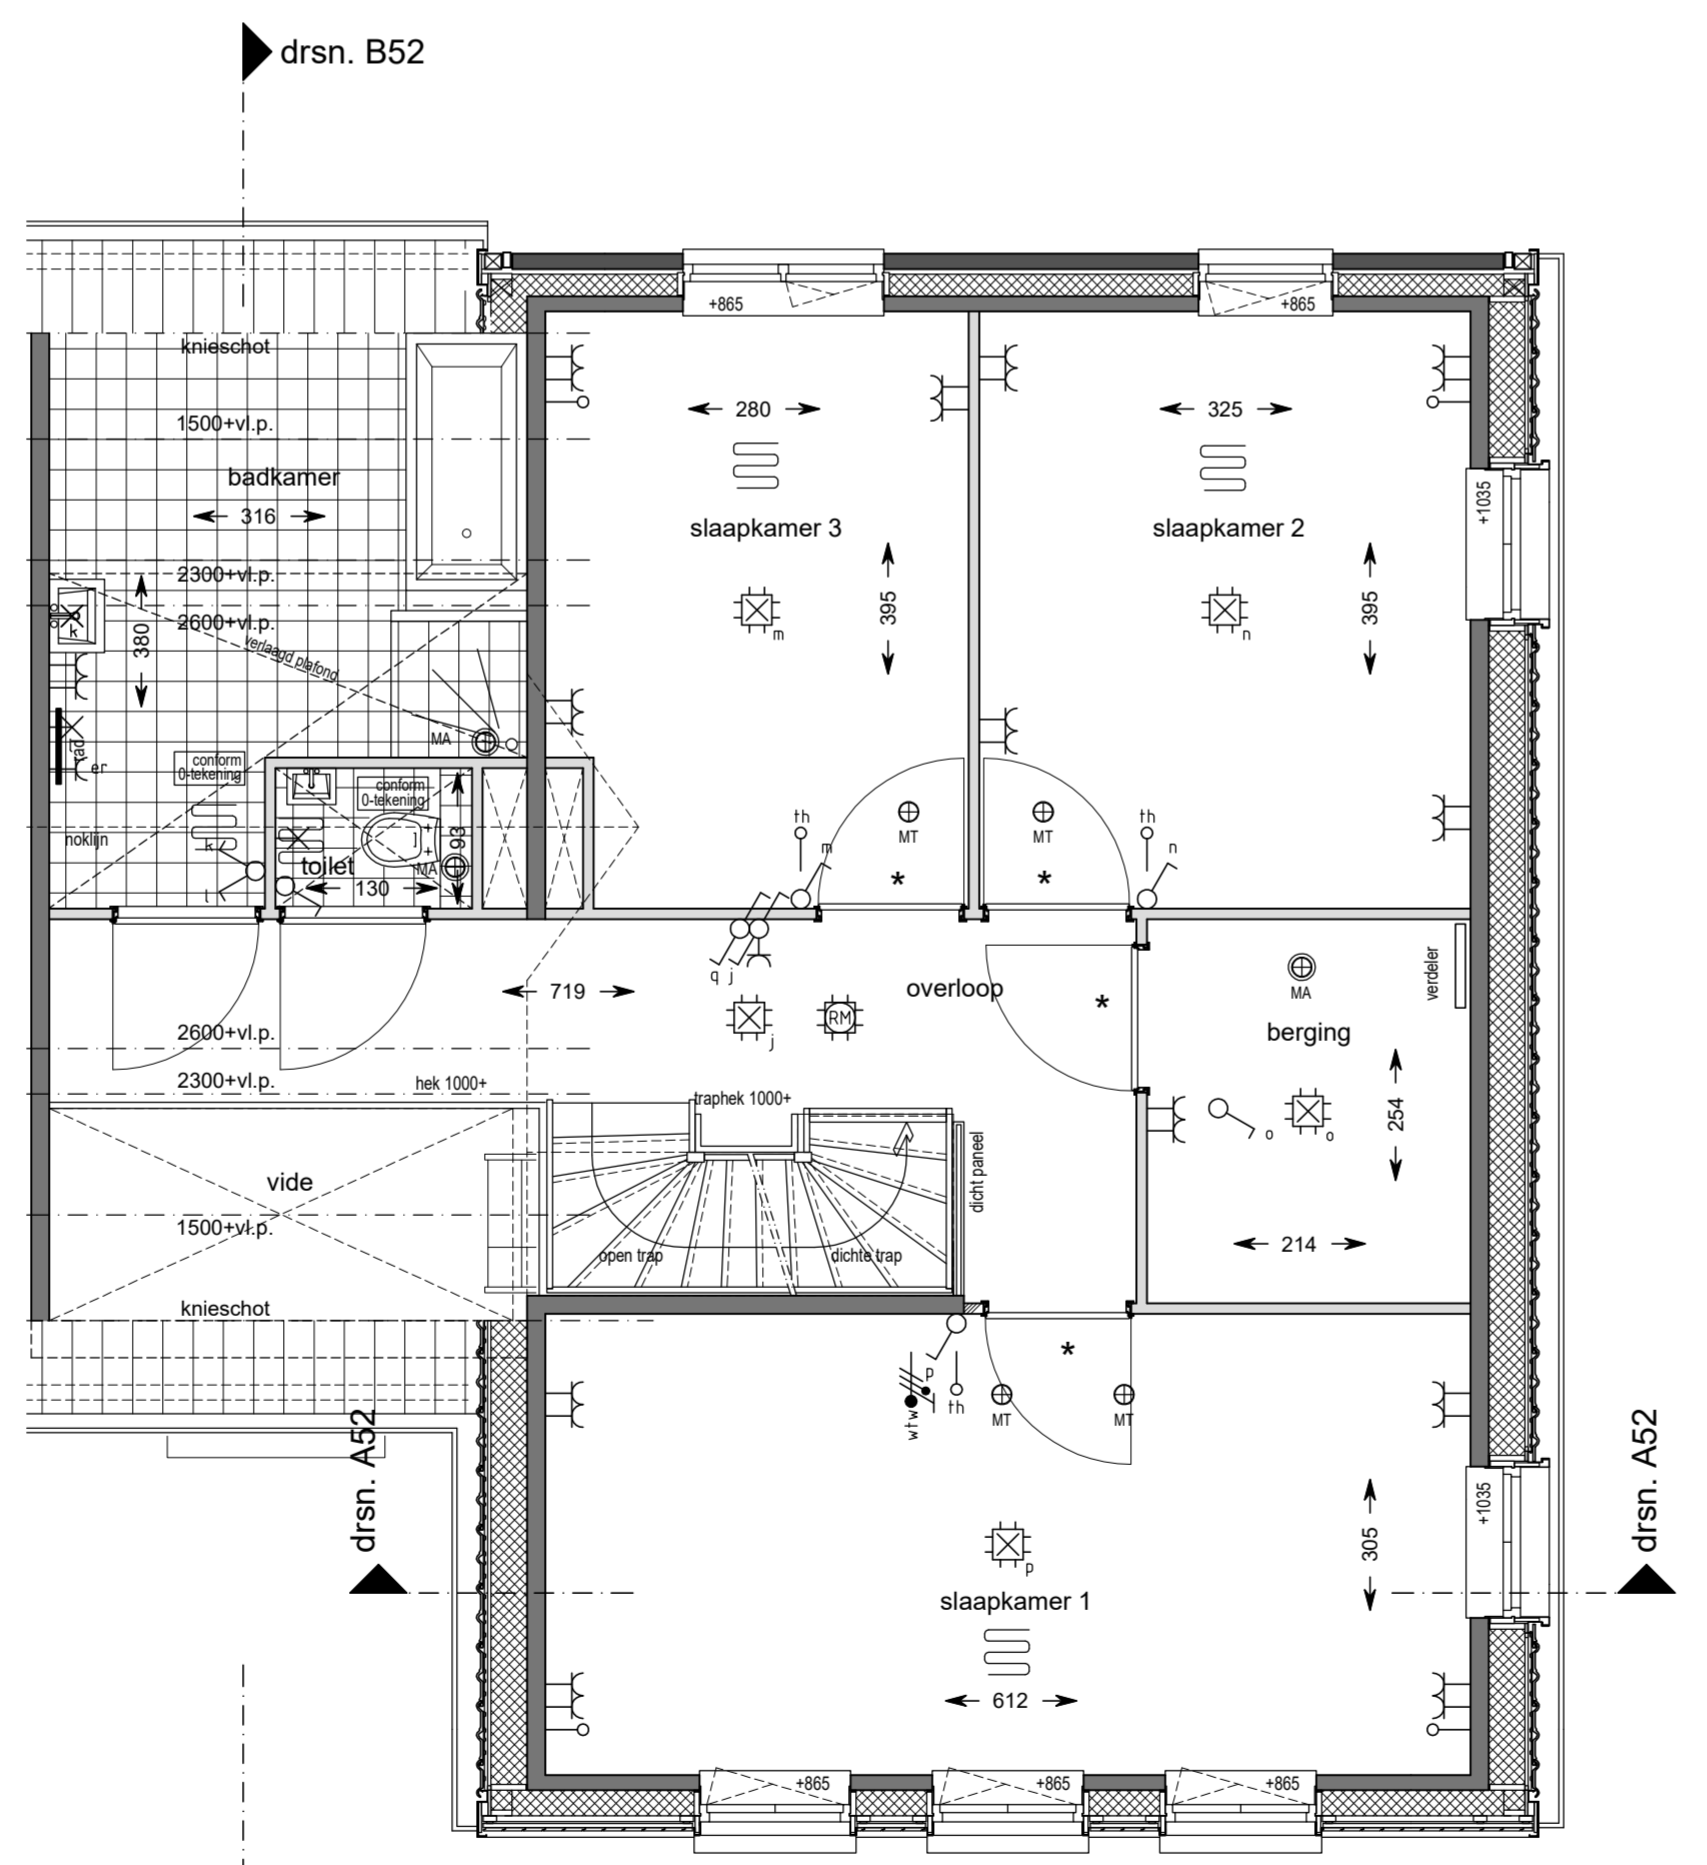 drsn. B52
+865
+865
knieschot
1500+vl.p.
280
325
badkamer
316
+1035
slaapkamer 3
slaapkamer 2
2300+vl.p.
395
395
2600+vl.p.
k
380
verlaagd plafond
m
n
MA
rad
er
conform
0-tekening
conform
0-tekening
noklijn
k
l
toilet
MA
93
130
th
m
MT
*
MT
*
th
n
q
j
719
overloop
*
MA
verdeler
j
RM
berging
2600+vl.p.
2300+vl.p.
hek 1000+
traphek 1000+
dicht paneel
o
o
254
vide
1500+vl.p.
open trap
dichte trap
214
knieschot
*
p
wtw
th
MT
MT
drsn. A52
drsn. A52
+1035
305
p
slaapkamer 1
612
+865
+865
+865